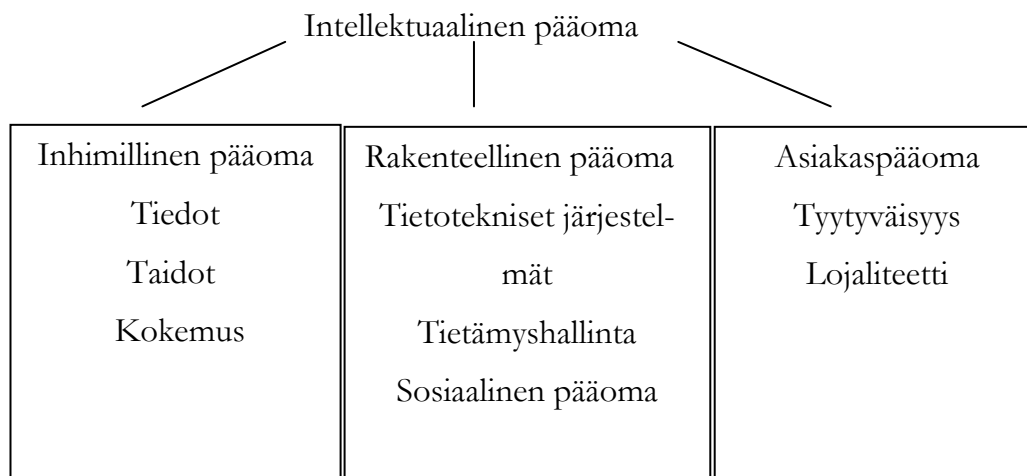 Intellektuaalinen pääoma
Inhimillinen pääoma
Tiedot
Taidot
Kokemus
Rakenteellinen pääoma
Tietotekniset järjestel-
mät
Tietämyshallinta
Sosiaalinen pääoma
Asiakaspääoma
Tyytyväisyys
Lojaliteetti